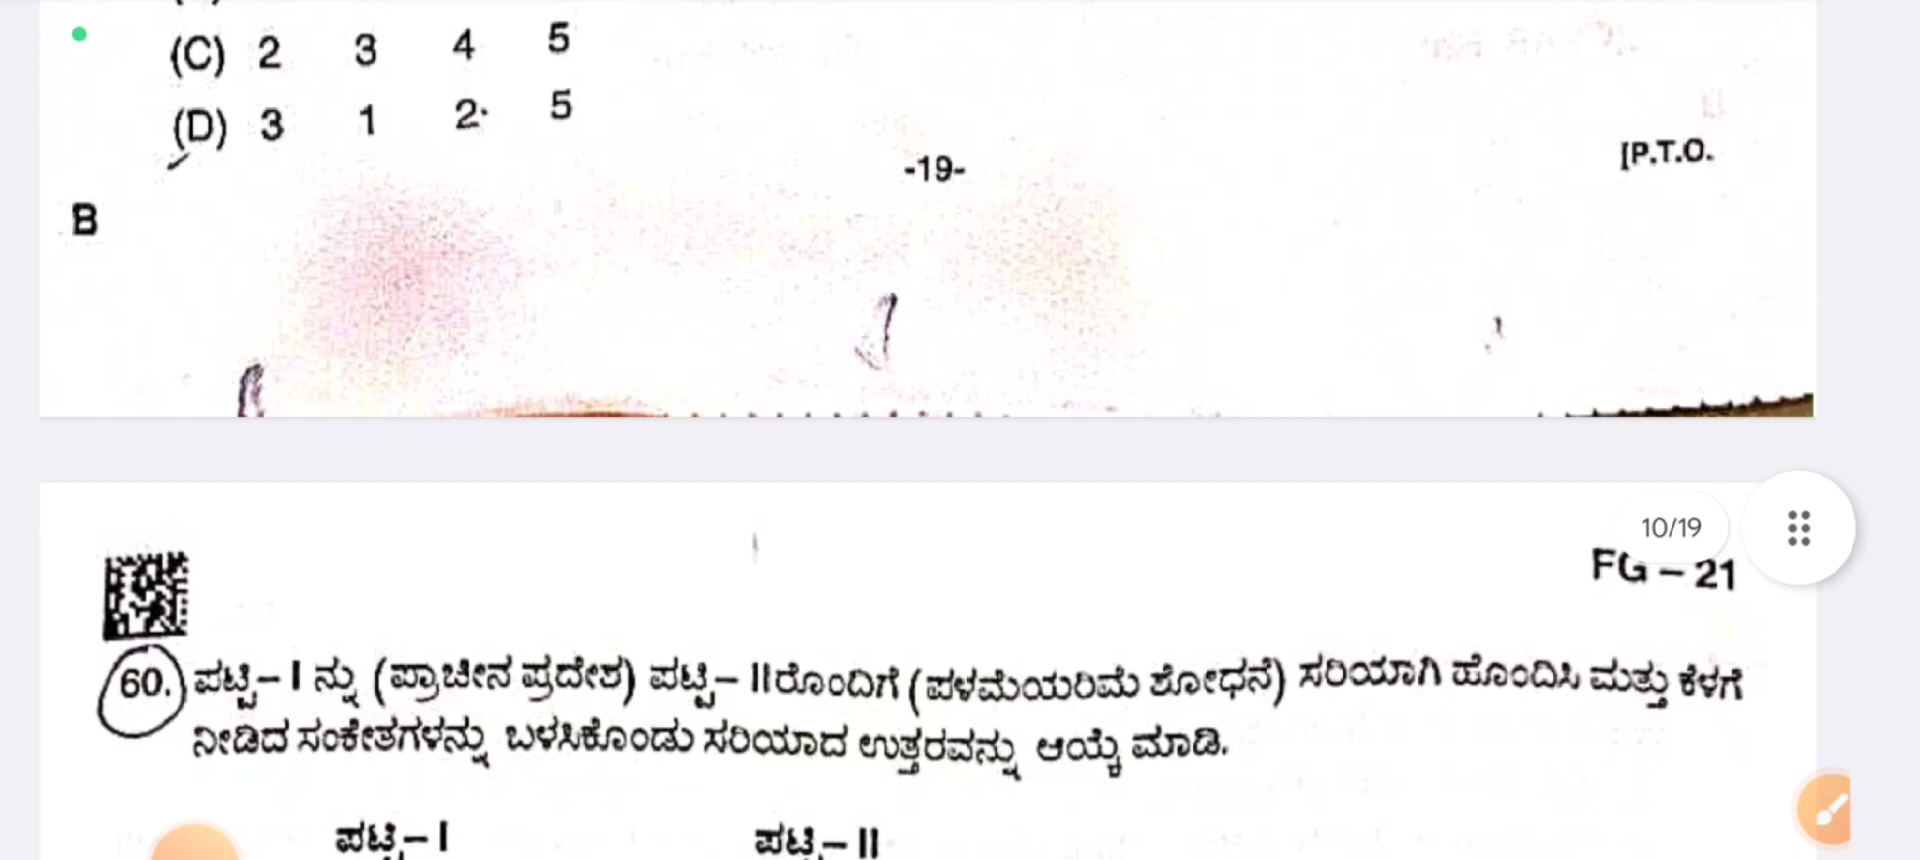 (C) 2 3 4 5
(D) 3 1 2 5
-19-
[P.T.O.
B
10/19
FG – 21
60. ಪಟ್ಟಿ – I ನ್ನು (ಪ್ರಾಚೀನ ಪ್ರದೇಶ) ಪಟ್ಟಿ – IIರೊಂದಿಗೆ (ಪಳಮೆಯರಿಮೆ ಶೋಧನೆ) ಸರಿಯಾಗಿ ಹೊಂದಿಸಿ ಮತ್ತು ಕೆಳಗೆ
ನೀಡಿದ ಸಂಕೇತಗಳನ್ನು ಬಳಸಿಕೊಂಡು ಸರಿಯಾದ ಉತ್ತರವನ್ನು ಆಯ್ಕೆ ಮಾಡಿ.
ಪಟ್ಟಿ – I ಪಟ್ಟಿ – II